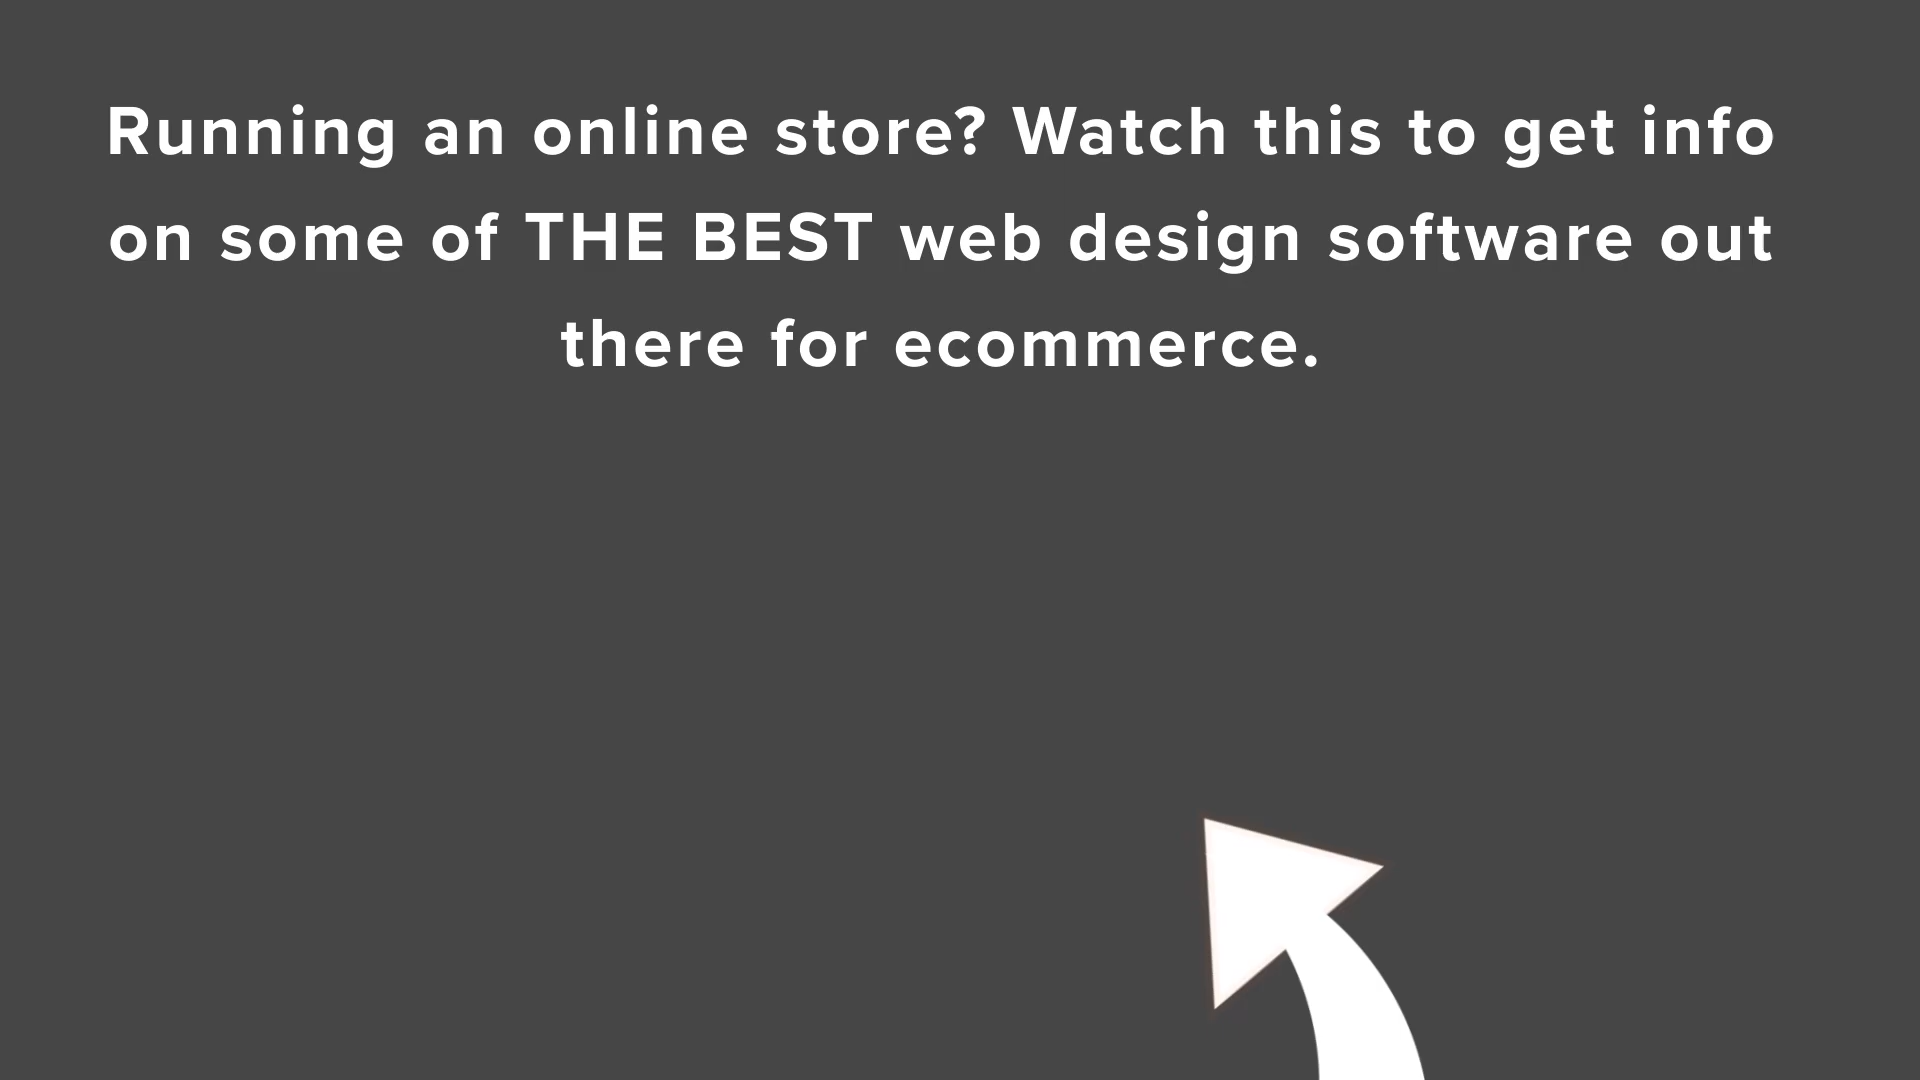 Running an online store? Watch this to get info
on some of THE BEST web design software out
there for ecommerce.